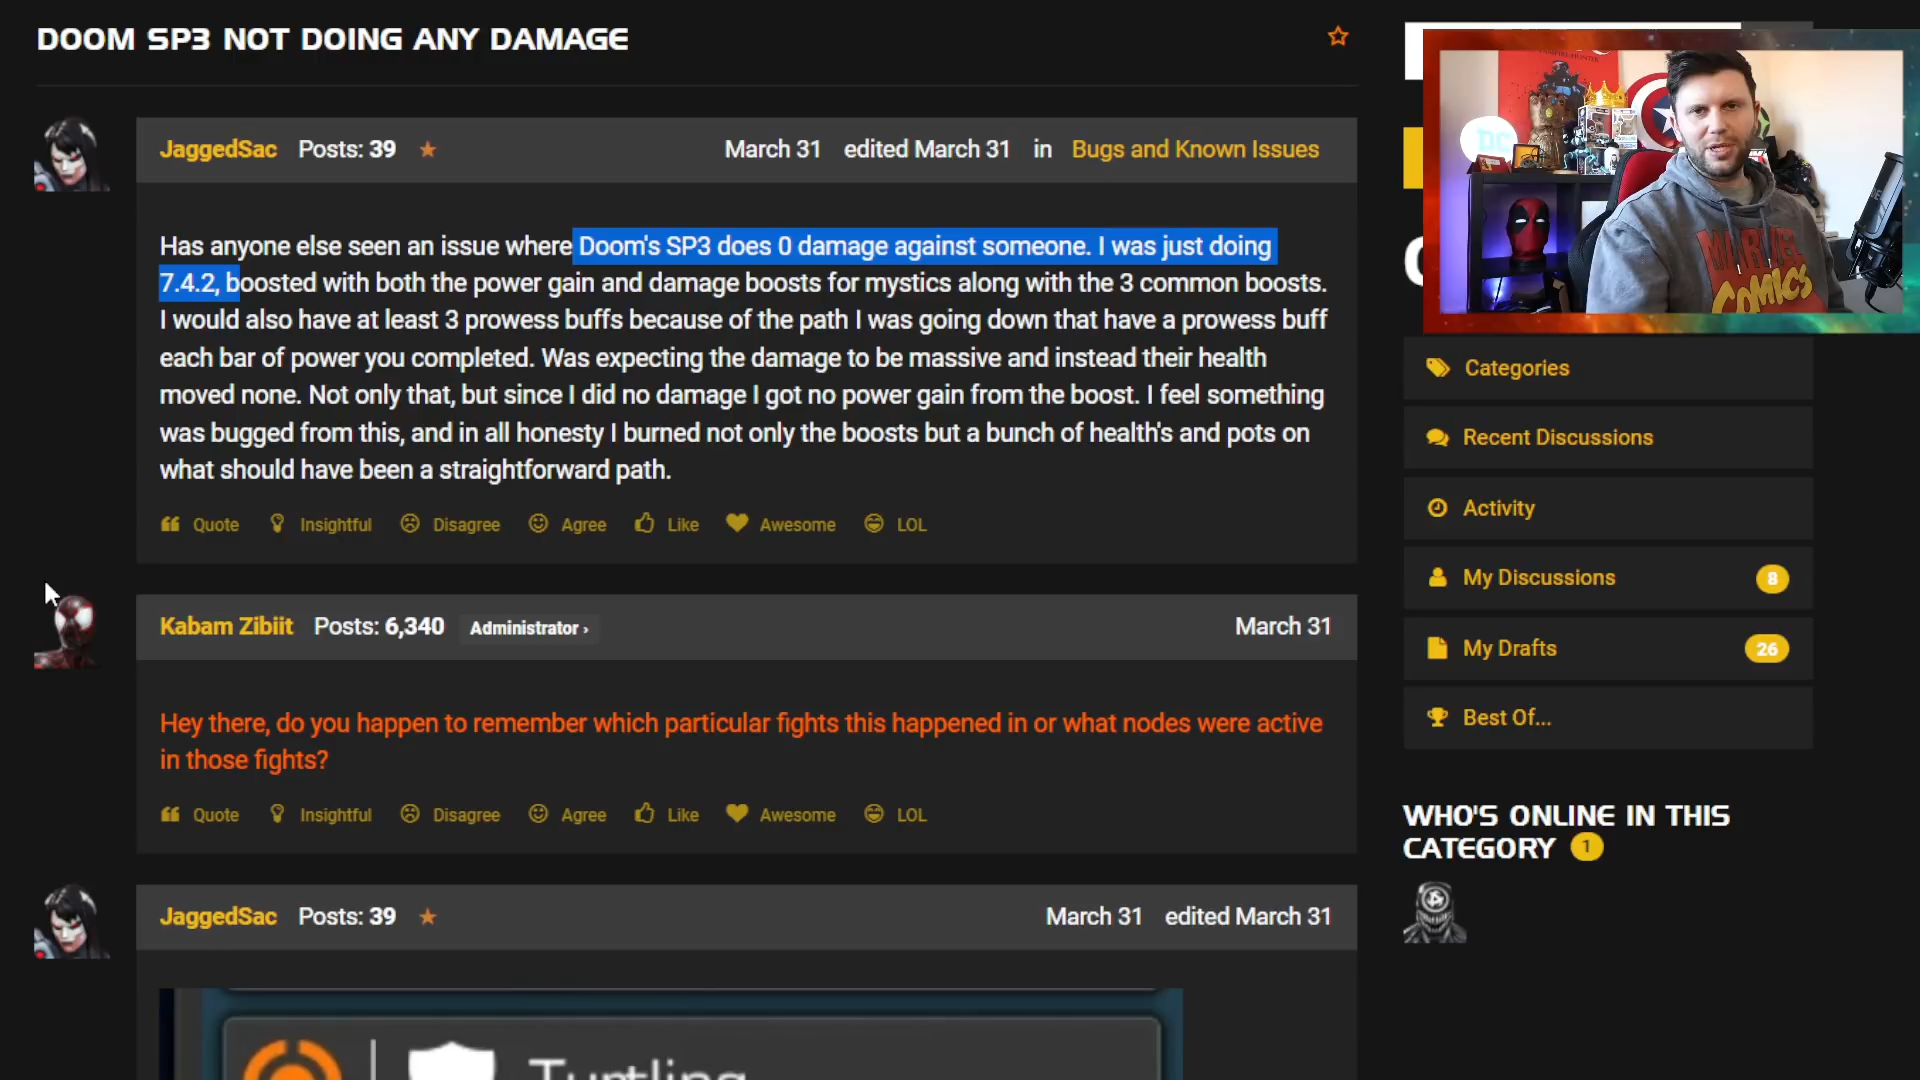 DOOM SP3 NOT DOING ANY DAMAGE
JaggedSac Posts: 39 March 31 edited March 31 in Bugs and Known Issues
Has anyone else seen an issue where Doom's SP3 does 0 damage against someone. I was just doing
7.4.2, boosted with both the power gain and damage boosts for mystics along with the 3 common boosts.
I would also have at least 3 prowess buffs because of the path I was going down that have a prowess buff
each bar of power you completed. Was expecting the damage to be massive and instead their health
moved none. Not only that, but since I did no damage I got no power gain from the boost. I feel something
was bugged from this, and in all honesty I burned not only the boosts but a bunch of health's and pots on
what should have been a straightforward path.
Quote Insightful Disagree Agree Like Awesome LOL
Kabam Zibiit Posts: 6,340 Administrator › March 31
Hey there, do you happen to remember which particular fights this happened in or what nodes were active
in those fights?
Quote Insightful Disagree Agree Like Awesome LOL
JaggedSac Posts: 39 March 31 edited March 31
Turtling
DC
MARVEL
COMICS
Categories
Recent Discussions
Activity
My Discussions 8
My Drafts 26
Best Of...
WHO'S ONLINE IN THIS
CATEGORY 1